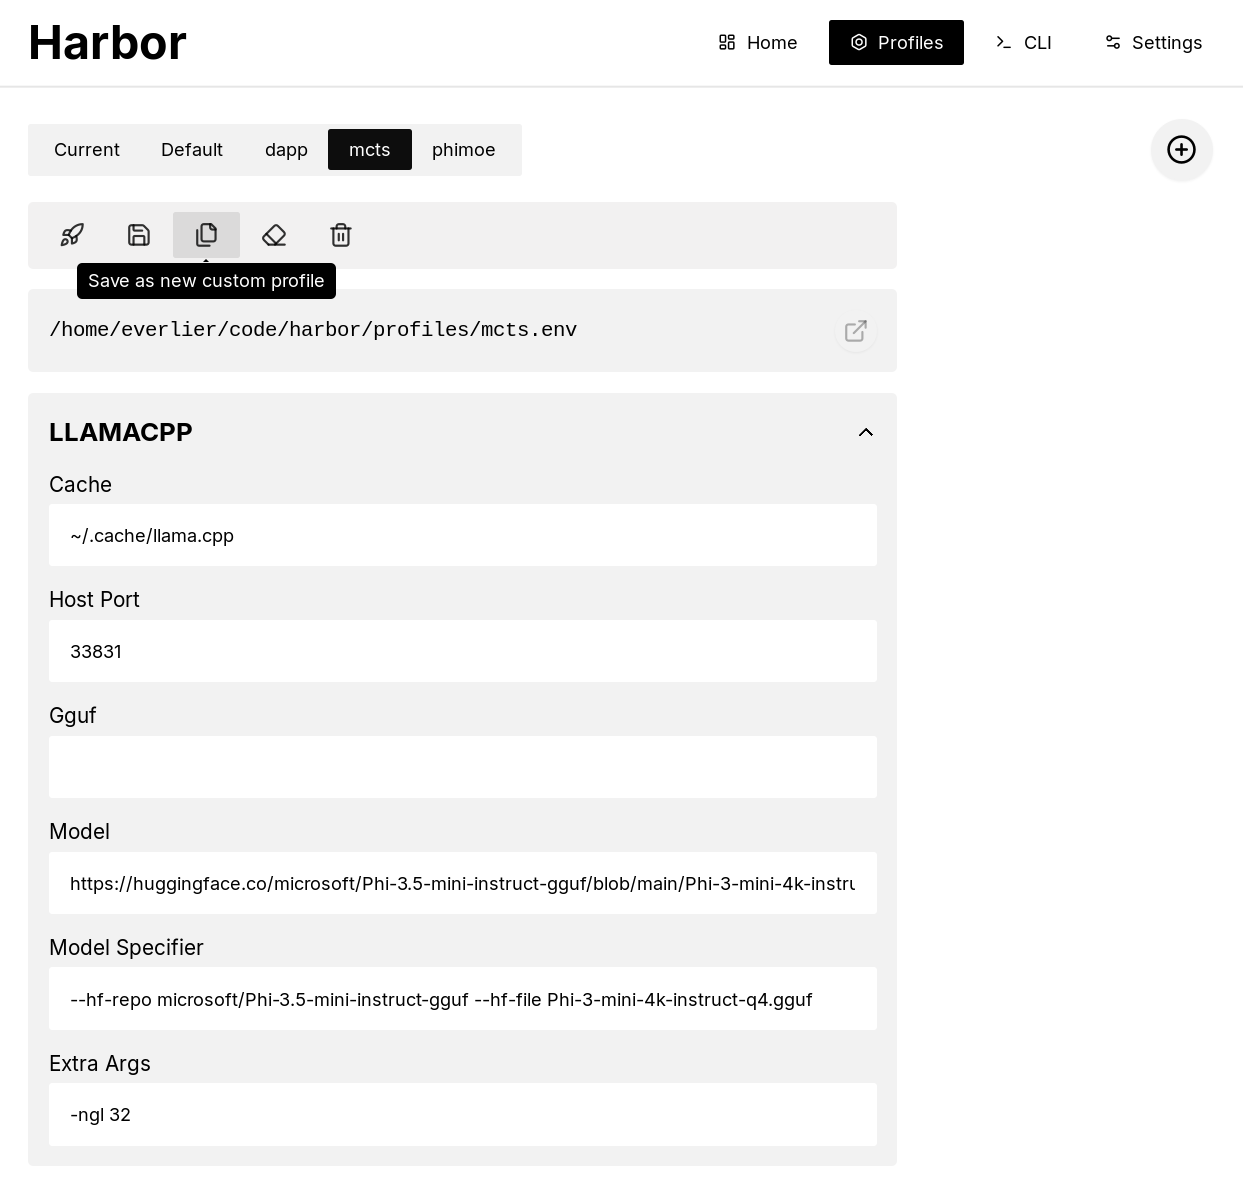 Harbor
Home Profiles CLI Settings
Current Default dapp mcts phimoe
Save as new custom profile
/home/everlier/code/harbor/profiles/mcts.env
LLAMACPP
Cache
~/.cache/llama.cpp
Host Port
33831
Gguf
Model
https://huggingface.co/microsoft/Phi-3.5-mini-instruct-gguf/blob/main/Phi-3-mini-4k-instru
Model Specifier
--hf-repo microsoft/Phi-3.5-mini-instruct-gguf --hf-file Phi-3-mini-4k-instruct-q4.gguf
Extra Args
-ngl 32